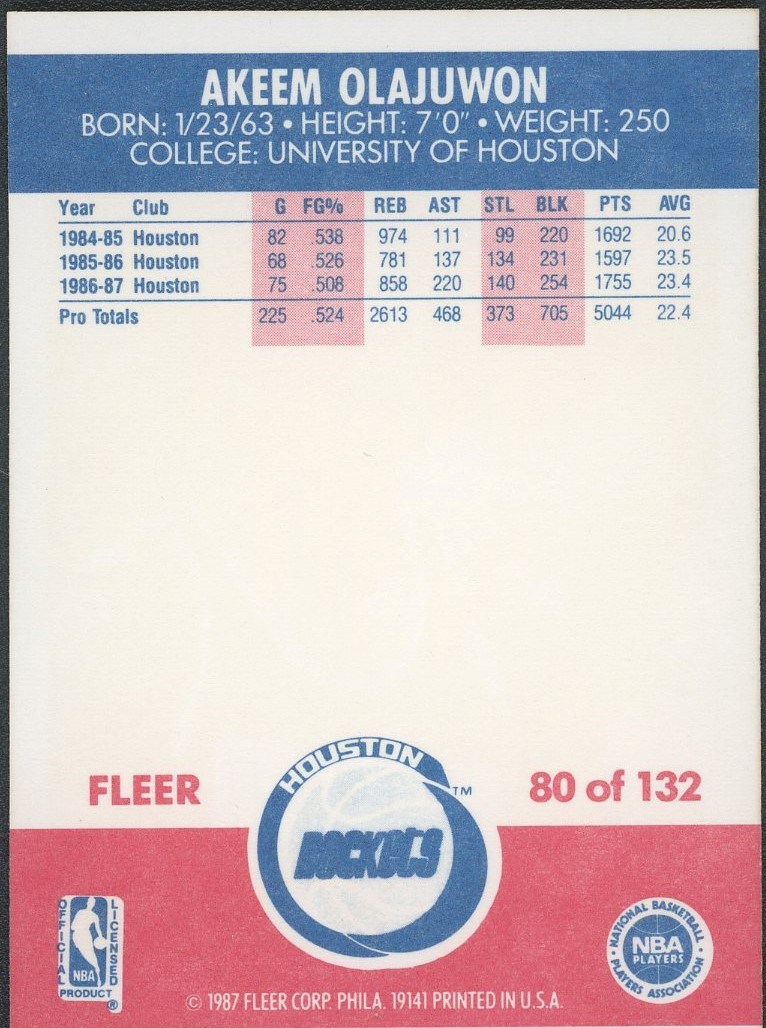 AKEEM OLAJUWON
BORN: 1/23/63 • HEIGHT: 7'0" • WEIGHT: 250
COLLEGE: UNIVERSITY OF HOUSTON
Year Club G FG% REB AST STL BLK PTS AVG
1984-85 Houston 82 .538 974 111 99 220 1692 20.6
1985-86 Houston 68 .526 781 137 134 231 1597 23.5
1986-87 Houston 75 .508 858 220 140 254 1755 23.4
Pro Totals 225 .524 2613 468 373 705 5044 22.4
HOUSTON
ROCKETS
TM
FLEER
80 of 132
OFFICIAL
LICENSED
NBA
PRODUCT
®
NATIONAL BASKETBALL
NBA
PLAYERS
• PLAYERS ASSOCIATION •
© 1987 FLEER CORP. PHILA. 19141 PRINTED IN U.S.A.